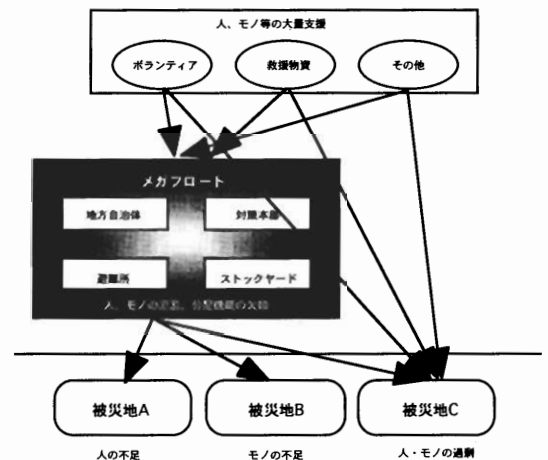 人、モノ等の大量支援
ボランティア
救援物資
その他
メガフロート
地方自治体
対策本部
避難所
ストックヤード
人、モノの
分配機能の欠如
被災地A
被災地B
被災地C
人の不足
モノの不足
人・モノの過剰